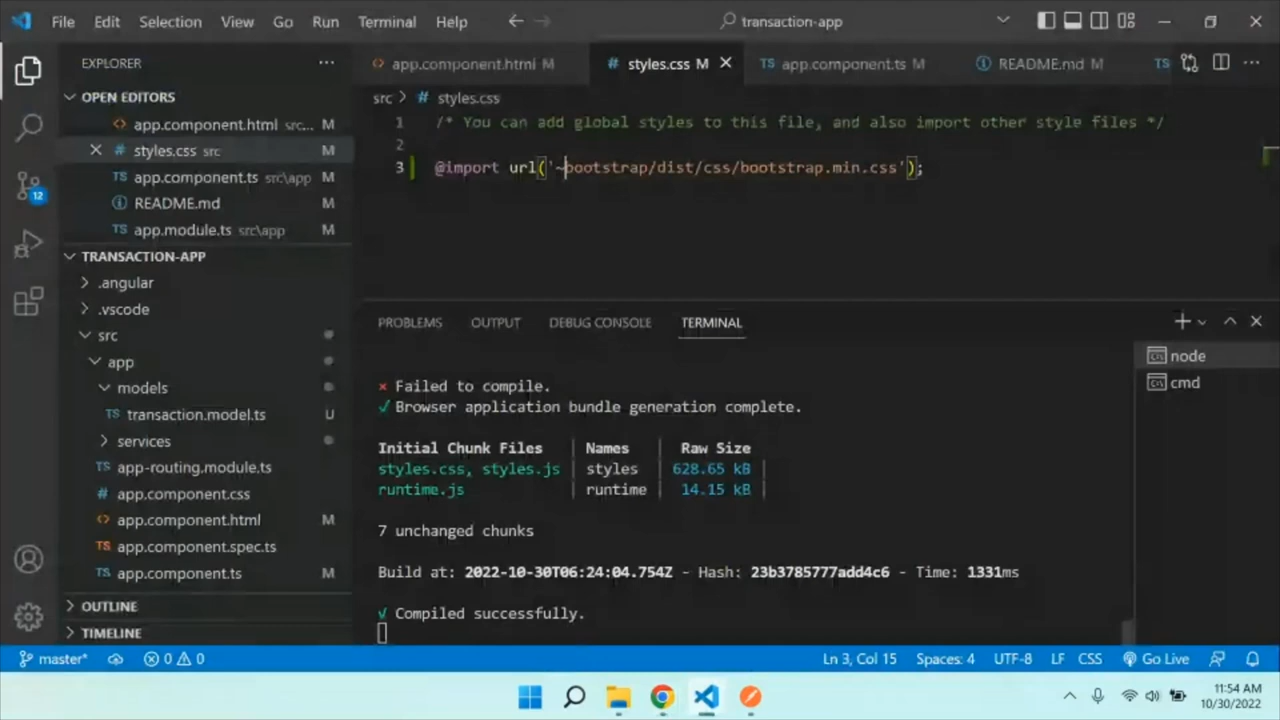 File Edit Selection View Go Run Terminal Help transaction-app
EXPLORER
app.component.html M
styles.css M
app.component.ts M
README.md M
TS
OPEN EDITORS
app.component.html src... M
styles.css src M
TS app.component.ts src\app M
README.md M
TS app.module.ts src\app M
TRANSACTION-APP
.angular
.vscode
src
app
models
TS transaction.model.ts U
services
TS app-routing.module.ts
# app.component.css
app.component.html M
TS app.component.spec.ts
TS app.component.ts M
OUTLINE
TIMELINE
12
src > # styles.css
1 /* You can add global styles to this file, and also import other style files */
2
3 @import url('~bootstrap/dist/css/bootstrap.min.css');
PROBLEMS OUTPUT DEBUG CONSOLE TERMINAL
node
cmd
× Failed to compile.
√ Browser application bundle generation complete.
Initial Chunk Files | Names | Raw Size
styles.css, styles.js | styles | 628.65 kB |
runtime.js | runtime | 14.15 kB |
7 unchanged chunks
Build at: 2022-10-30T06:24:04.754Z - Hash: 23b3785777add4c6 - Time: 1331ms
√ Compiled successfully.
master* 0 0 Ln 3, Col 15 Spaces: 4 UTF-8 LF CSS Go Live
11:54 AM
10/30/2022